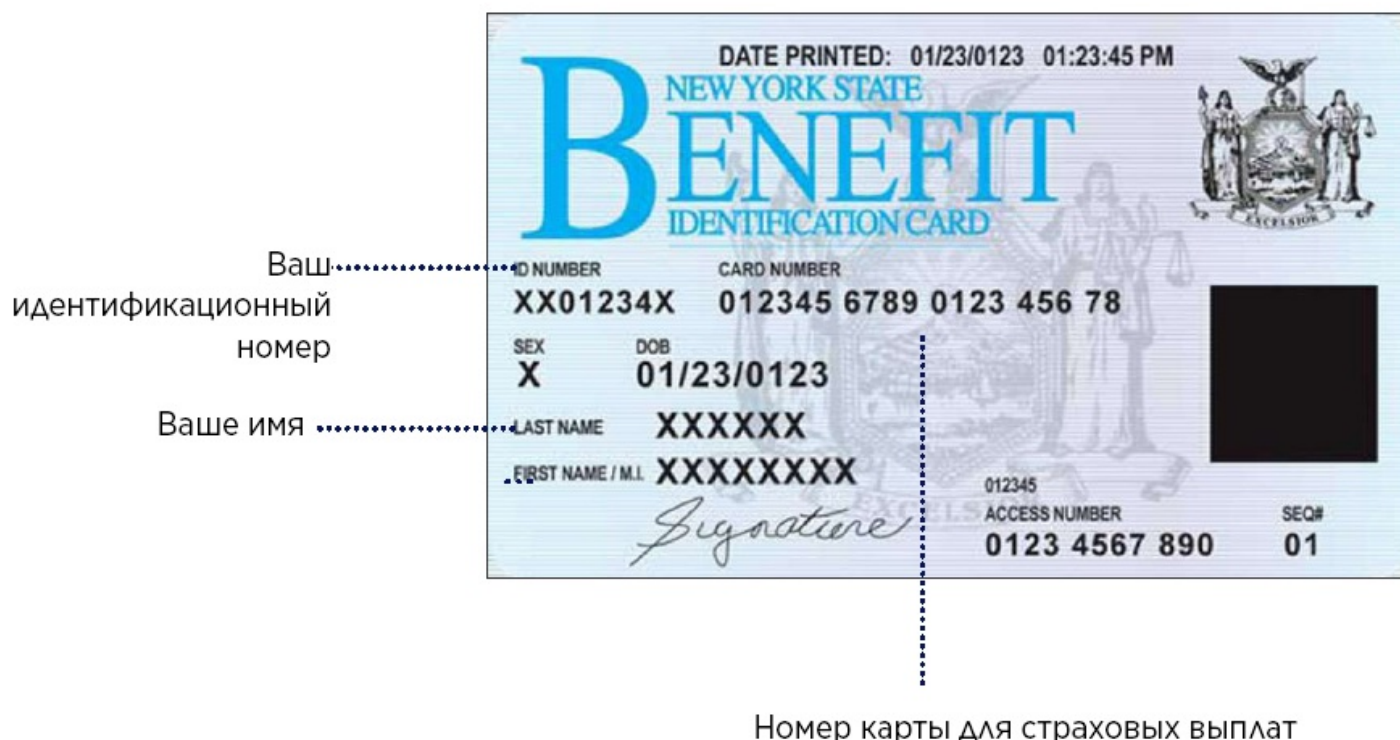 DATE PRINTED: 01/23/0123 01:23:45 PM
NEW YORK STATE
BENEFIT
IDENTIFICATION CARD
EXCELSIOR
Ваш
идентификационный
номер
ID NUMBER CARD NUMBER
XX01234X 012345 6789 0123 456 78
SEX DOB
X 01/23/0123
Ваше имя
LAST NAME XXXXXX
FIRST NAME / M.I. XXXXXXXX
Signature
EXCELSIOR
012345
ACCESS NUMBER SEQ#
0123 4567 890 01
Номер карты для страховых выплат